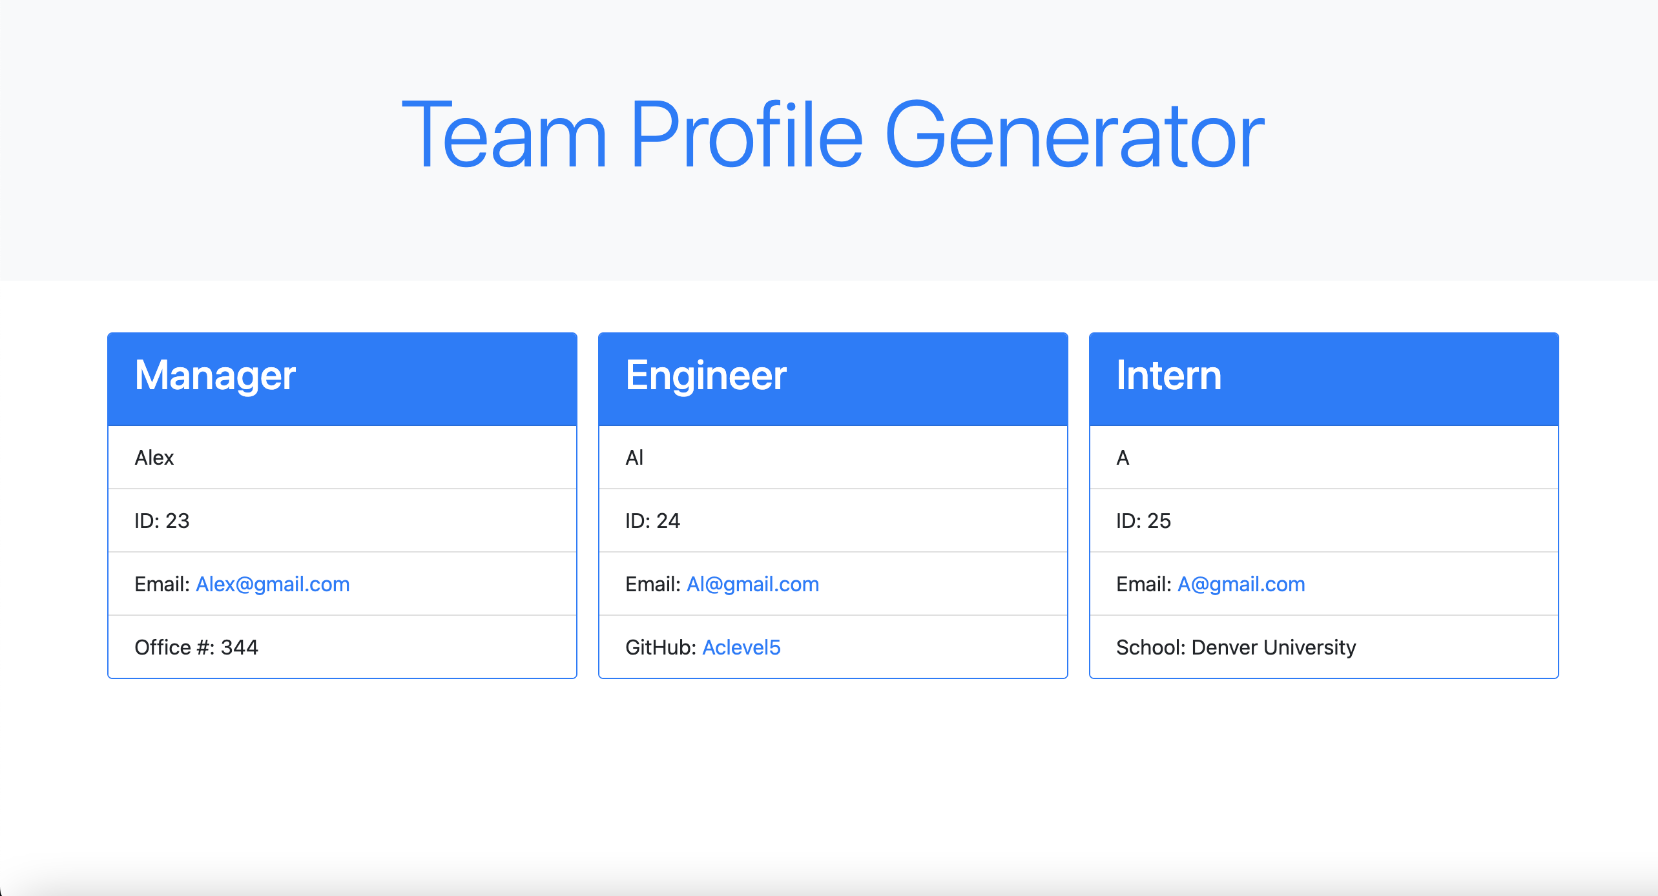 Team Profile Generator
Manager
Alex
ID: 23
Email: Alex@gmail.com
Office #: 344
Engineer
Al
ID: 24
Email: Al@gmail.com
GitHub: Aclevel5
Intern
A
ID: 25
Email: A@gmail.com
School: Denver University